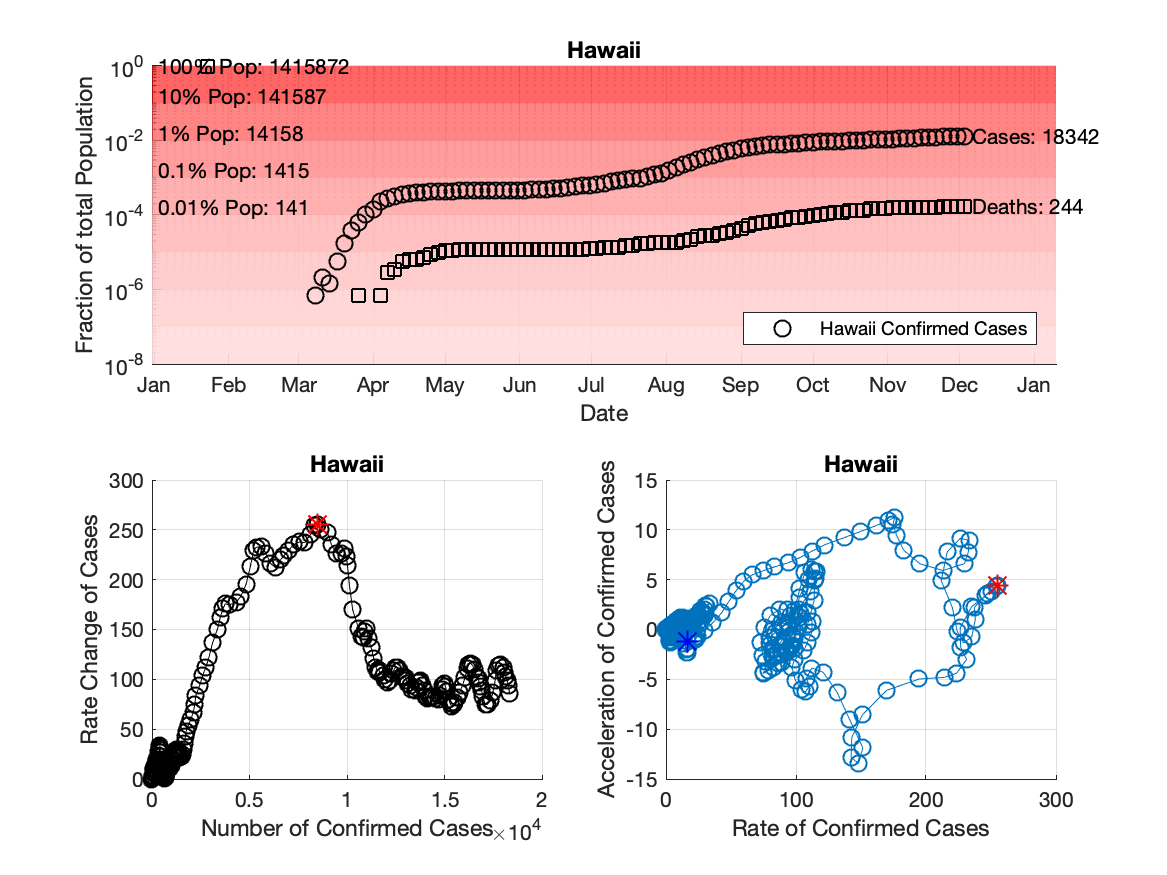 Hawaii
10^0
10^-2
10^-4
10^-6
10^-8
Fraction of total Population
100% Pop: 1415872
10% Pop: 141587
1% Pop: 14158
0.1% Pop: 1415
0.01% Pop: 141
Cases: 18342
Deaths: 244
Hawaii Confirmed Cases
Jan Feb Mar Apr May Jun Jul Aug Sep Oct Nov Dec Jan
Date
Hawaii
300
250
200
150
100
50
0
Rate Change of Cases
0 0.5 1 1.5 2
Number of Confirmed Cases ×10^4
Hawaii
15
10
5
0
-5
-10
-15
Acceleration of Confirmed Cases
0 100 200 300
Rate of Confirmed Cases